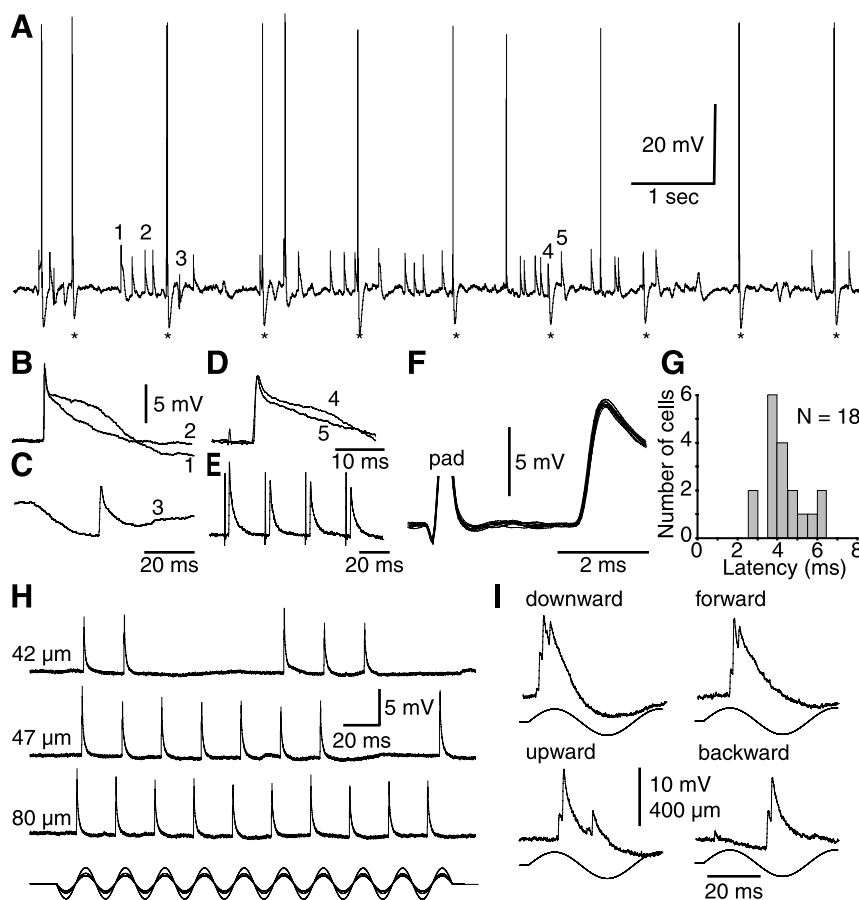 A
1
2
3
4
5
20 mV
1 sec
* * * * * * * * *
B
5 mV
2
1
D
4
5
10 ms
F
pad
5 mV
2 ms
G
Number of cells
6
4
2
0
N = 18
0 2 4 6 8
Latency (ms)
C
3
20 ms
E
20 ms
H
42 µm
47 µm
5 mV
20 ms
80 µm
I
downward
forward
upward
backward
10 mV
400 µm
20 ms